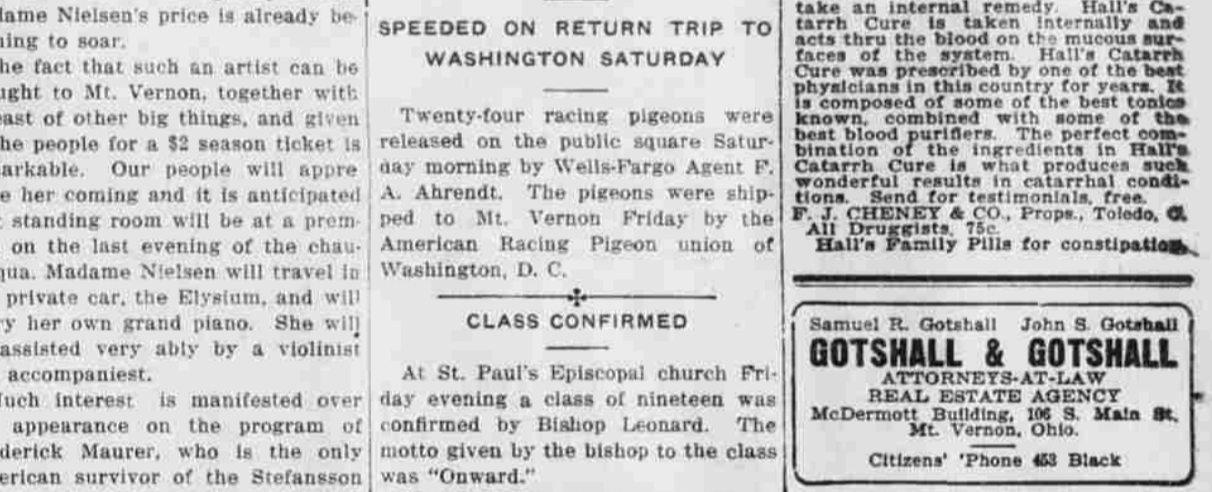 dame Nielsen's price is already be-
ning to soar.
he fact that such an artist can be
ught to Mt. Vernon, together with
east of other big things, and given
he people for a $2 season ticket is
arkable. Our people will appre
e her coming and it is anticipated
t standing room will be at a prem-
on the last evening of the chau-
qua. Madame Nielsen will travel in
private car, the Elysium, and will
y her own grand piano. She will
assisted very ably by a violinist
accompaniest.
uch interest is manifested over
appearance on the program of
derick Maurer, who is the only
erican survivor of the Stefansson
SPEEDED ON RETURN TRIP TO
WASHINGTON SATURDAY
Twenty-four racing pigeons were
released on the public square Satur-
day morning by Wells-Fargo Agent F.
A. Ahrendt. The pigeons were ship-
ped to Mt. Vernon Friday by the
American Racing Pigeon union of
Washington, D. C.
CLASS CONFIRMED
At St. Paul's Episcopal church Fri-
day evening a class of nineteen was
confirmed by Bishop Leonard. The
motto given by the bishop to the class
was "Onward."
take an internal remedy. Hall's Ca-
tarrh Cure is taken internally and
acts thru the blood on the mucous sur-
faces of the system. Hall's Catarrh
Cure was prescribed by one of the best
physicians in this country for years. It
is composed of some of the best tonics
known, combined with some of the
best blood purifiers. The perfect com-
bination of the ingredients in Hall's
Catarrh Cure is what produces such
wonderful results in catarrhal condi-
tions. Send for testimonials, free.
F. J. CHENEY & CO., Props., Toledo, O.
All Druggists, 75c.
Hall's Family Pills for constipation.
Samuel R. Gotshall John S. Gotshall
GOTSHALL & GOTSHALL
ATTORNEYS-AT-LAW
REAL ESTATE AGENCY
McDermott Building, 106 S. Main St.
Mt. Vernon, Ohio.
Citizens' 'Phone 453 Black